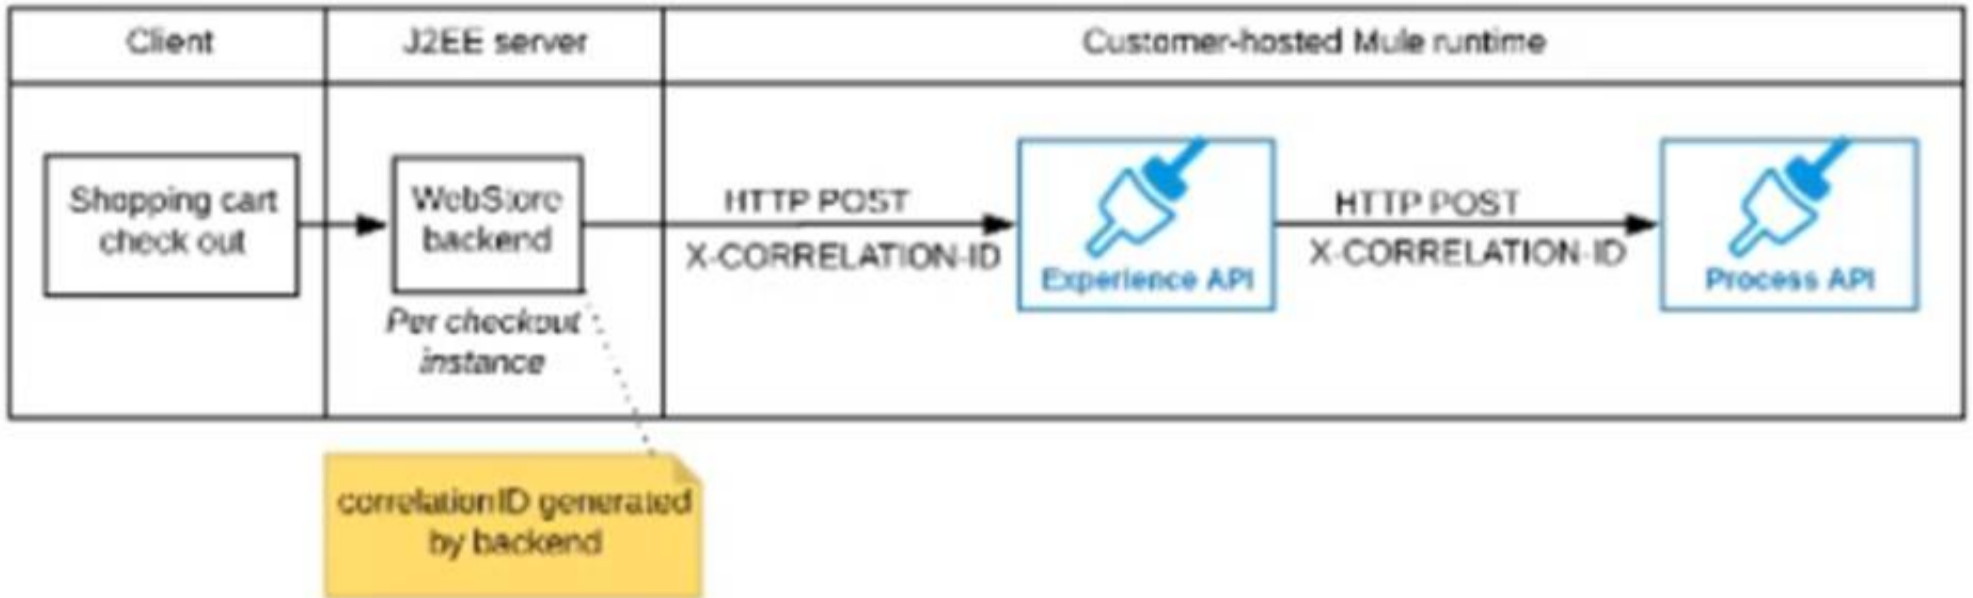 Client
J2EE server
Customer-hosted Mule runtime
Shopping cart
check out
WebStore
backend
Per checkout
instance
HTTP POST
X-CORRELATION-ID
Experience API
HTTP POST
X-CORRELATION-ID
Process API
correlationID generated
by backend